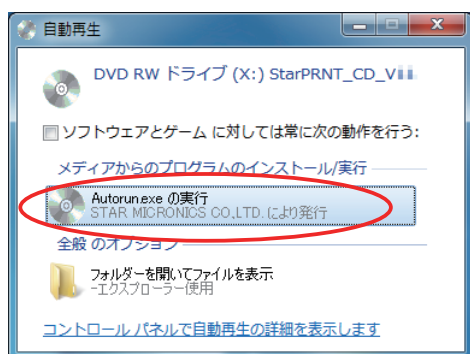 自動再生
DVD RW ドライブ (X:) StarPRNT_CD_V
ソフトウェアとゲーム に対しては常に次の動作を行う:
メディアからのプログラムのインストール/実行
Autorun.exe の実行
STAR MICRONICS CO.,LTD. により発行
全般 のオプション
フォルダーを開いてファイルを表示
-エクスプローラー使用
コントロール パネルで自動再生の詳細を表示します